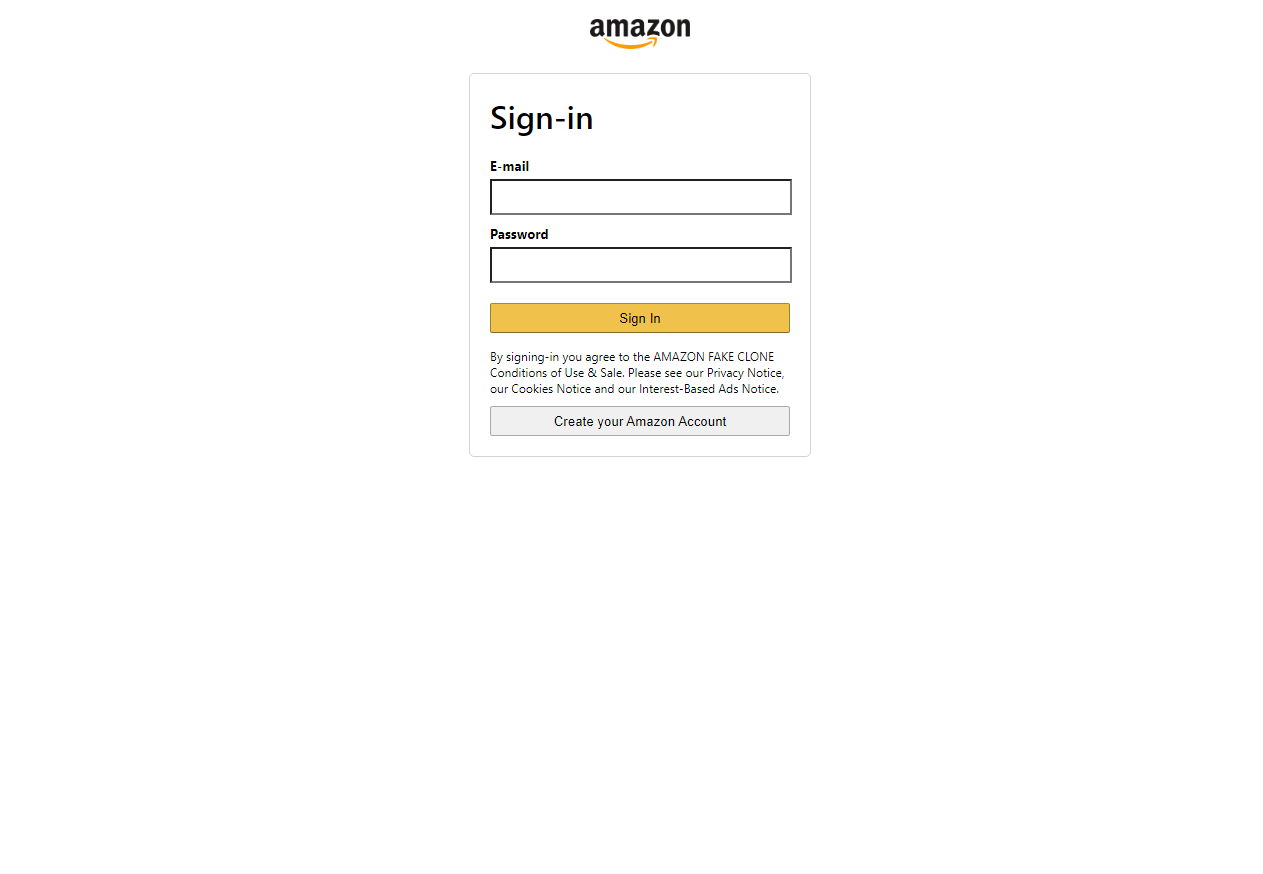 amazon
Sign-in
E-mail
Password
Sign In
By signing-in you agree to the AMAZON FAKE CLONE
Conditions of Use & Sale. Please see our Privacy Notice,
our Cookies Notice and our Interest-Based Ads Notice.
Create your Amazon Account